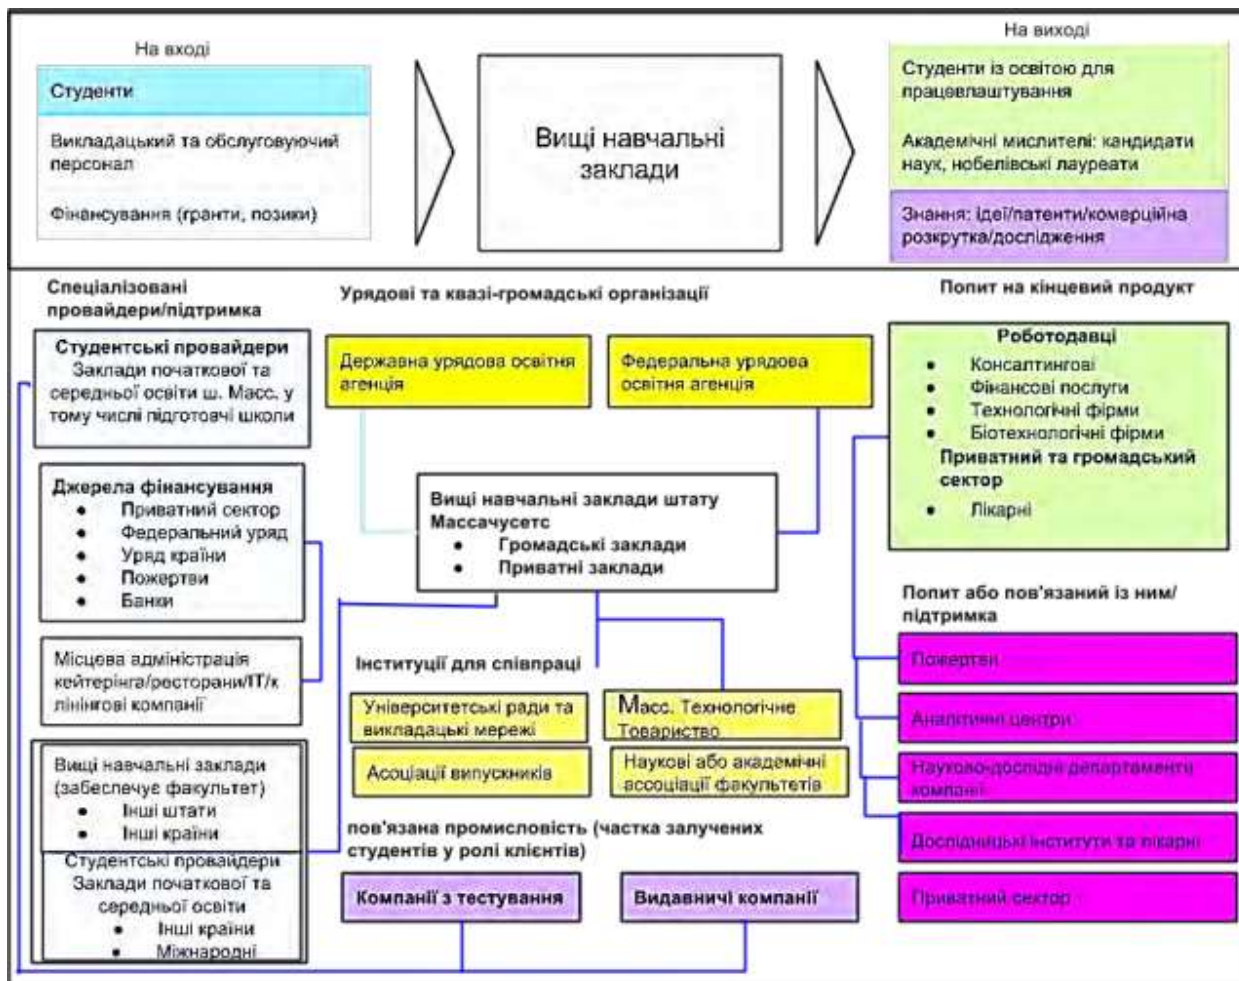 На вході
Студенти
Викладацький та обслуговуючий
персонал
Фінансування (гранти, позики)
Вищі навчальні
заклади
На виході
Студенти із освітою для
працевлаштування
Академічні мислителі: кандидати
наук, нобелівські лауреати
Знання: ідеї/патенти/комерційна
розкрутка/дослідження
Спеціалізовані
провайдери/підтримка
Студентські провайдери
Заклади початкової та
середньої освіти ш. Масс. у
тому числі підготовчі школи
Джерела фінансування
Приватний сектор
Федеральний уряд
Уряд країни
Пожертви
Банки
Місцева адміністрація
кейтерінга/ресторани/IT/к
лінінгові компанії
Вищі навчальні заклади
(забеспечує факультет)
Інші штати
Інші країни
Студентські провайдери
Заклади початкової та
середньої освіти
Інші країни
Міжнародні
Урядові та квазі-громадські організації
Державна урядова освітня
агенція
Федеральна урядова
освітня агенція
Вищі навчальні заклади штату
Массачусетс
Громадські заклади
Приватні заклади
Інституції для співпраці
Університетські ради та
викладацькі мережі
Масс. Технологічне
Товариство
Асоціації випускників
Наукові або академічні
ассоціації факультетів
пов'язана промисловість (частка залучених
студентів у ролі клієнтів)
Компанії з тестування
Видавничі компанії
Попит на кінцевий продукт
Роботодавці
Консалтингові
Фінансові послуги
Технологічні фірми
Біотехнологічні фірми
Приватний та громадський
сектор
Лікарні
Попит або пов'язаний із ним/
підтримка
Пожертви
Аналітичні центри
Науково-дослідні департаменти
компанії
Дослідницькі інститути та лікарні
Приватний сектор